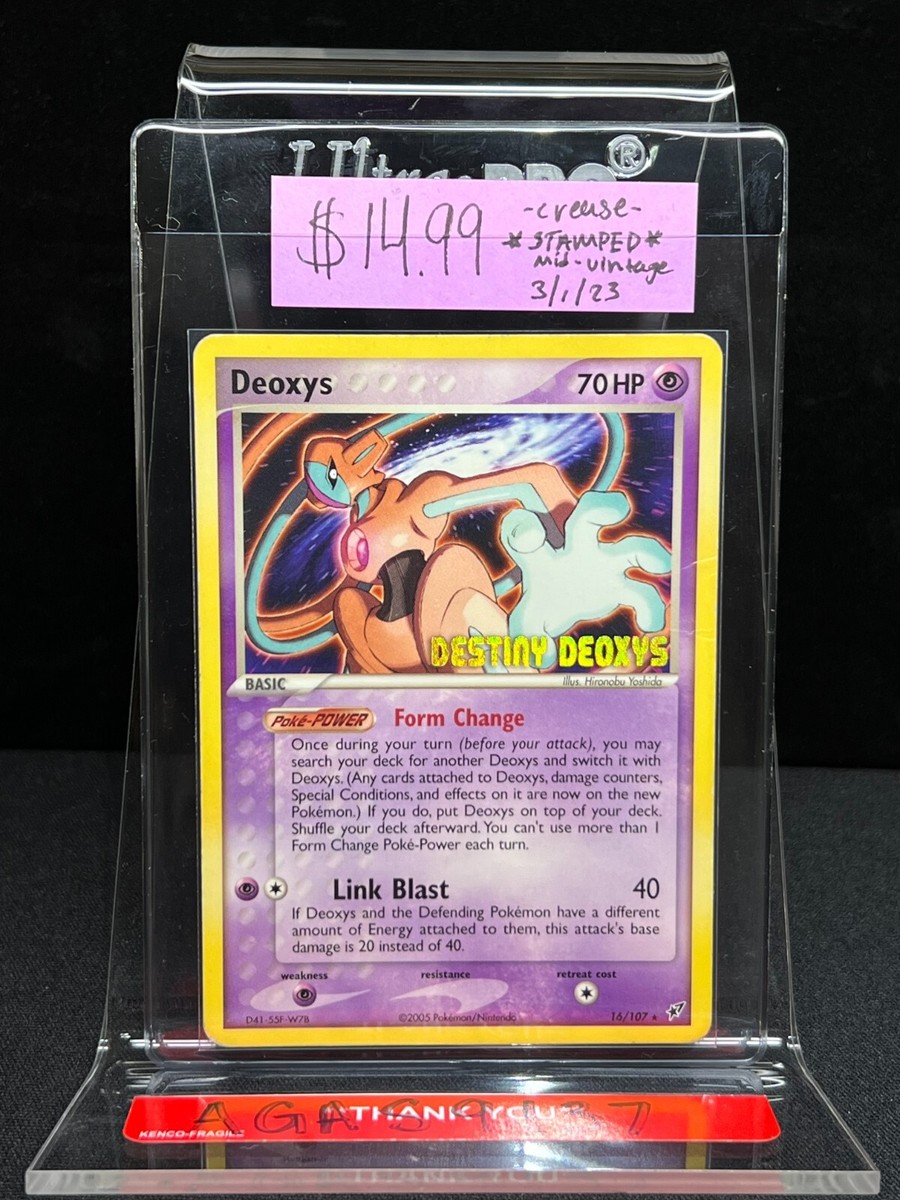 Ultra PRO®
$14.99
-crease-
*STAMPED*
Mid-vintage
3/1/23
Deoxys
70 HP
DESTINY DEOXYS
BASIC
Illus. Hironobu Yoshida
Poké-POWER Form Change
Once during your turn (before your attack), you may
search your deck for another Deoxys and switch it with
Deoxys. (Any cards attached to Deoxys, damage counters,
Special Conditions, and effects on it are now on the new
Pokémon.) If you do, put Deoxys on top of your deck.
Shuffle your deck afterward. You can't use more than 1
Form Change Poké-Power each turn.
Link Blast 40
If Deoxys and the Defending Pokémon have a different
amount of Energy attached to them, this attack's base
damage is 20 instead of 40.
weakness resistance retreat cost
D41-55F-W7B ©2005 Pokémon/Nintendo 16/107
THANK YOU
KENCO-FRAGILE